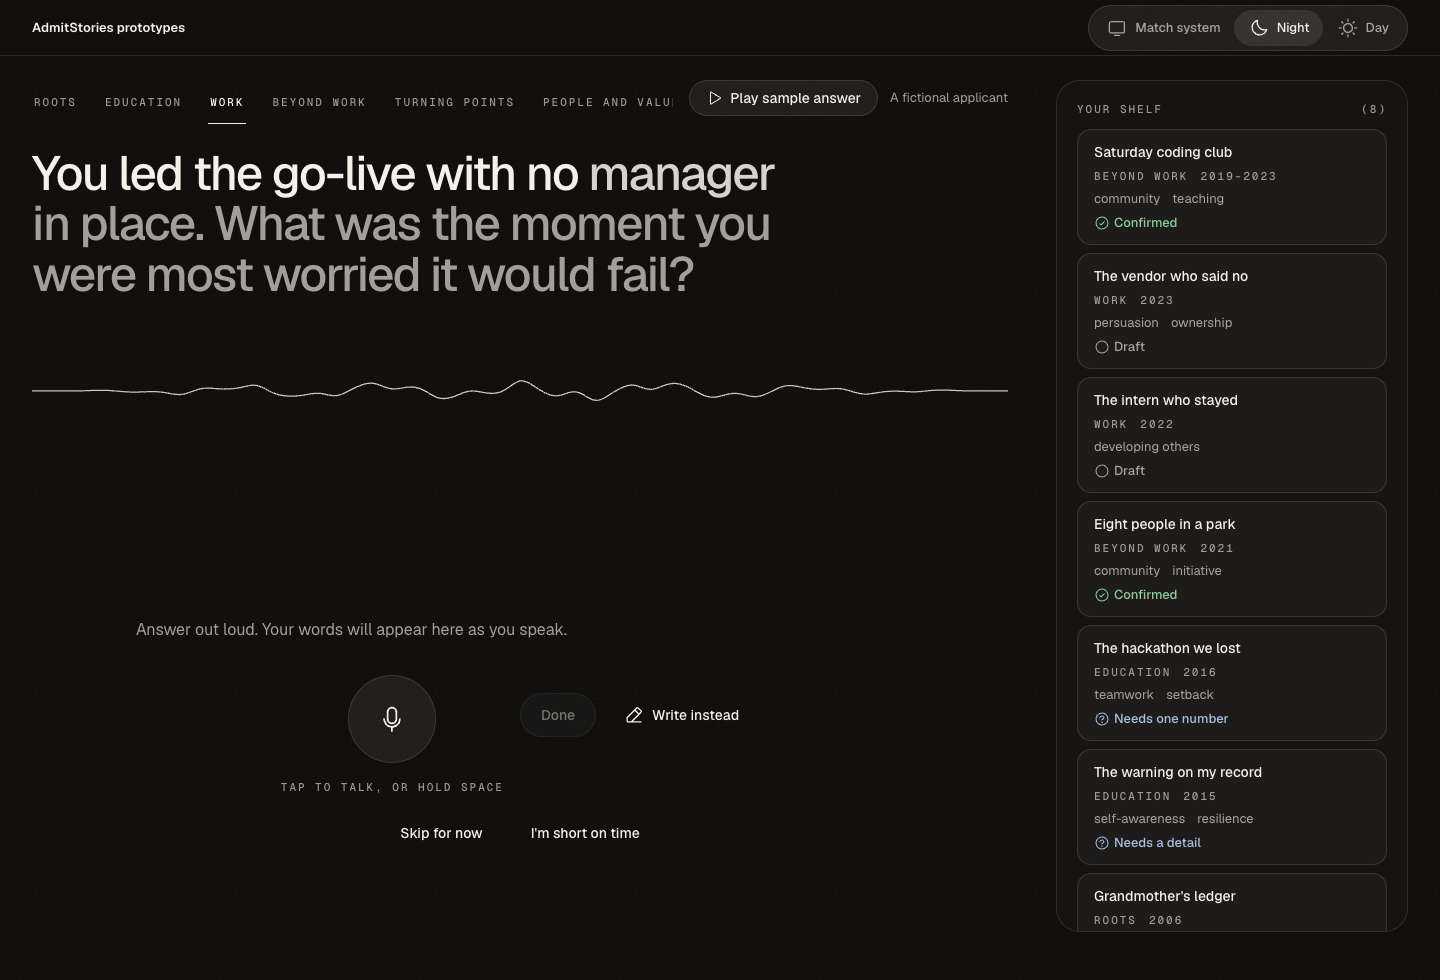 AdmitStories prototypes
Match system
Night
Day
ROOTS
EDUCATION
WORK
BEYOND WORK
TURNING POINTS
PEOPLE AND VALU
Play sample answer
A fictional applicant
You led the go-live with no manager
in place. What was the moment you
were most worried it would fail?
Answer out loud. Your words will appear here as you speak.
Done
Write instead
TAP TO TALK, OR HOLD SPACE
Skip for now
I'm short on time
YOUR SHELF (8)
Saturday coding club
BEYOND WORK 2019–2023
community teaching
Confirmed
The vendor who said no
WORK 2023
persuasion ownership
Draft
The intern who stayed
WORK 2022
developing others
Draft
Eight people in a park
BEYOND WORK 2021
community initiative
Confirmed
The hackathon we lost
EDUCATION 2016
teamwork setback
Needs one number
The warning on my record
EDUCATION 2015
self-awareness resilience
Needs a detail
Grandmother's ledger
ROOTS 2006